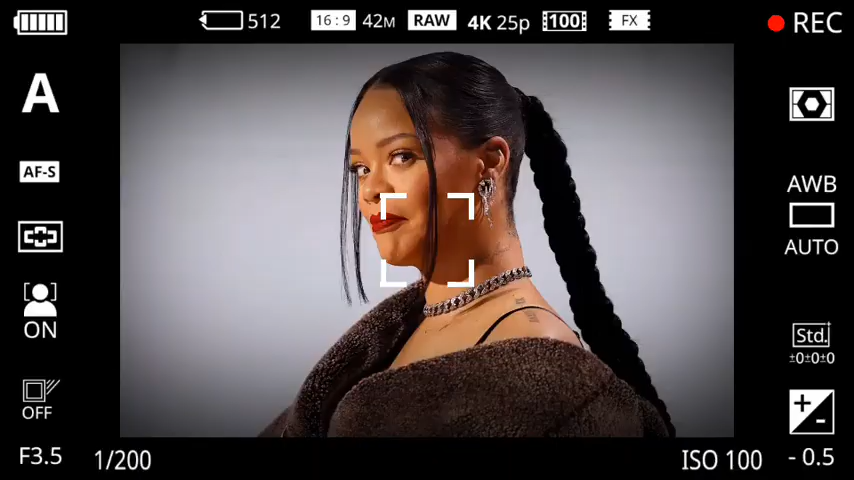 512 16:9 42M RAW 4K 25p 100 FX REC
A
AF-S
AWB
AUTO
ON
Std.
±0±0±0
OFF
F3.5 1/200 ISO 100 - 0.5